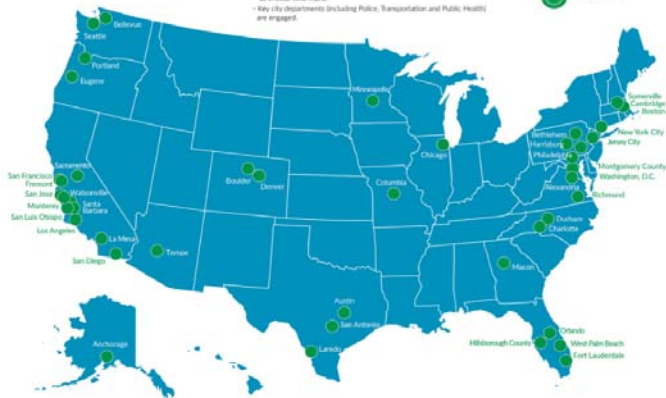 - Key city departments (including Police, Transportation and Public Health)
are engaged.
Bellevue
Seattle
Portland
Eugene
Minneapolis
Somerville
Cambridge
Boston
Bethlehem
New York City
Harrisburg
Jersey City
Philadelphia
Chicago
Sacramento
San Francisco
Fremont
Boulder
Denver
Columbia
Montgomery County
Washington, D.C.
Alexandria
Richmond
San Jose
Watsonville
Monterey
Santa
Barbara
San Luis Obispo
Durham
Charlotte
Los Angeles
La Mesa
Tempe
San Diego
Macon
Austin
San Antonio
Laredo
Anchorage
Orlando
Hillsborough County
West Palm Beach
Fort Lauderdale